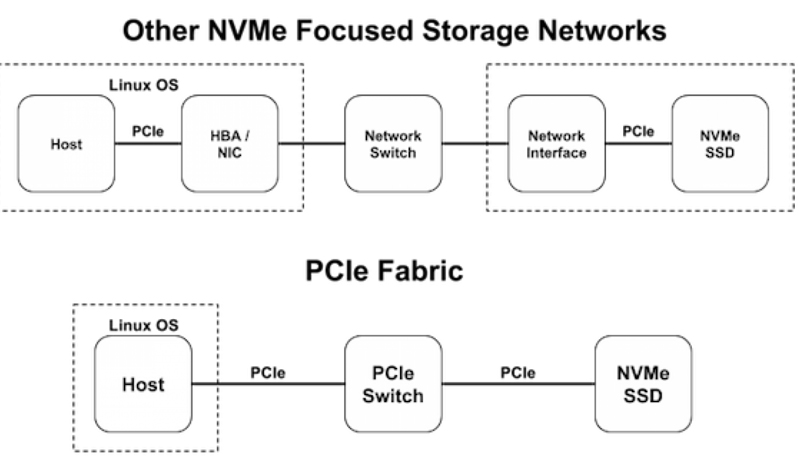 Other NVMe Focused Storage Networks
Linux OS
Host
PCIe
HBA /
NIC
Network
Switch
Network
Interface
PCIe
NVMe
SSD
PCIe Fabric
Linux OS
Host
PCIe
PCIe
Switch
PCIe
NVMe
SSD